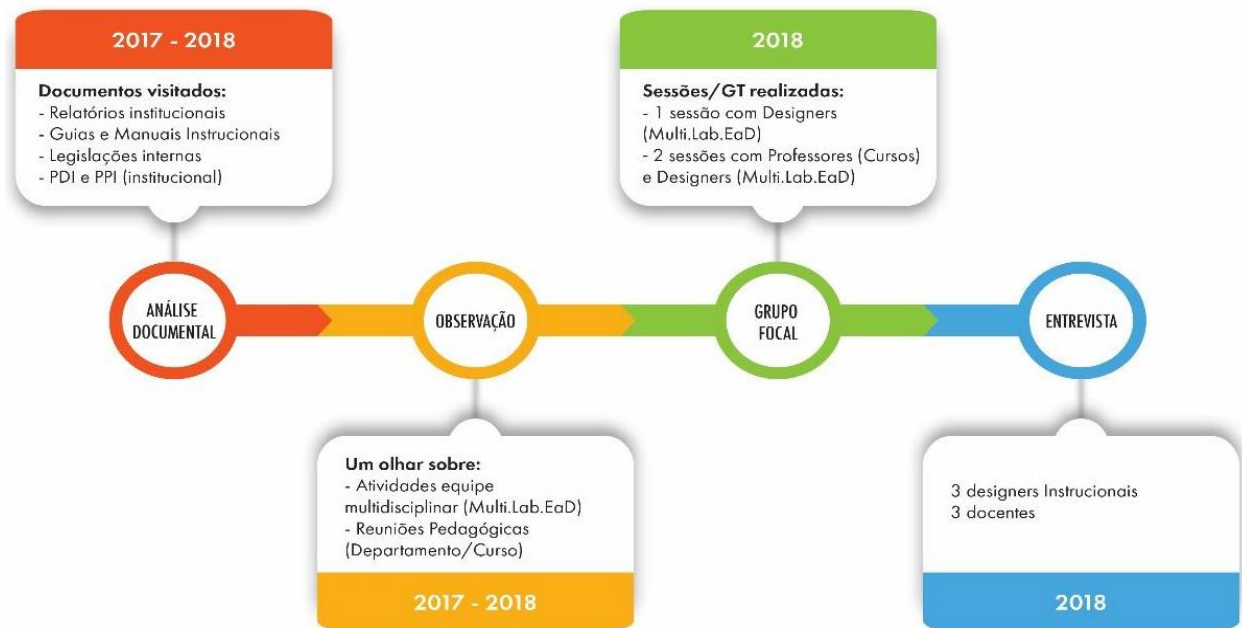 2017 - 2018
Documentos visitados:
- Relatórios institucionais
- Guias e Manuais Instrucionais
- Legislações internas
- PDI e PPI (institucional)
2018
Sessões/GT realizadas:
- 1 sessão com Designers
(Multi.Lab.EaD)
- 2 sessões com Professores (Cursos)
e Designers (Multi.Lab.EaD)
ANÁLISE
DOCUMENTAL
OBSERVAÇÃO
GRUPO
FOCAL
ENTREVISTA
Um olhar sobre:
- Atividades equipe
multidisciplinar (Multi.Lab.EaD)
- Reuniões Pedagógicas
(Departamento/Curso)
2017 - 2018
3 designers Instrucionais
3 docentes
2018